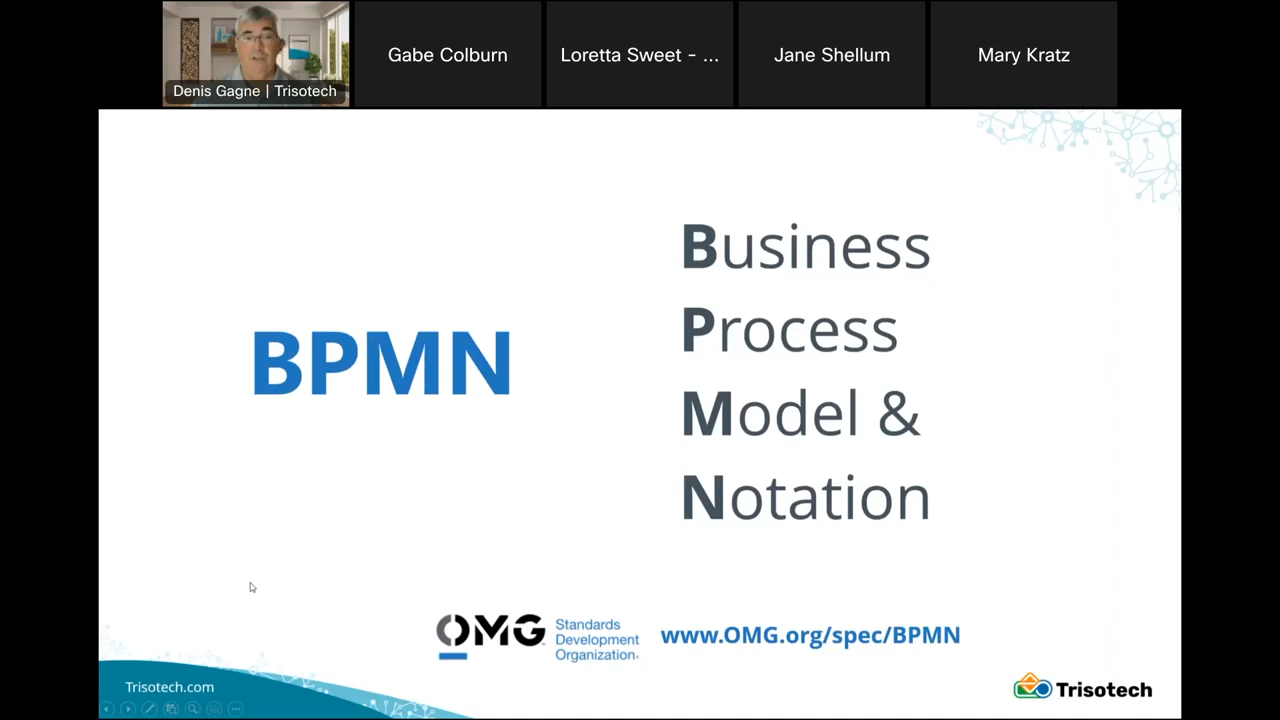 Denis Gagne | Trisotech
Gabe Colburn
Loretta Sweet - ...
Jane Shellum
Mary Kratz
BPMN
Business
Process
Model &
Notation
OMG
Standards
Development
Organization
www.OMG.org/spec/BPMN
Trisotech.com
Trisotech